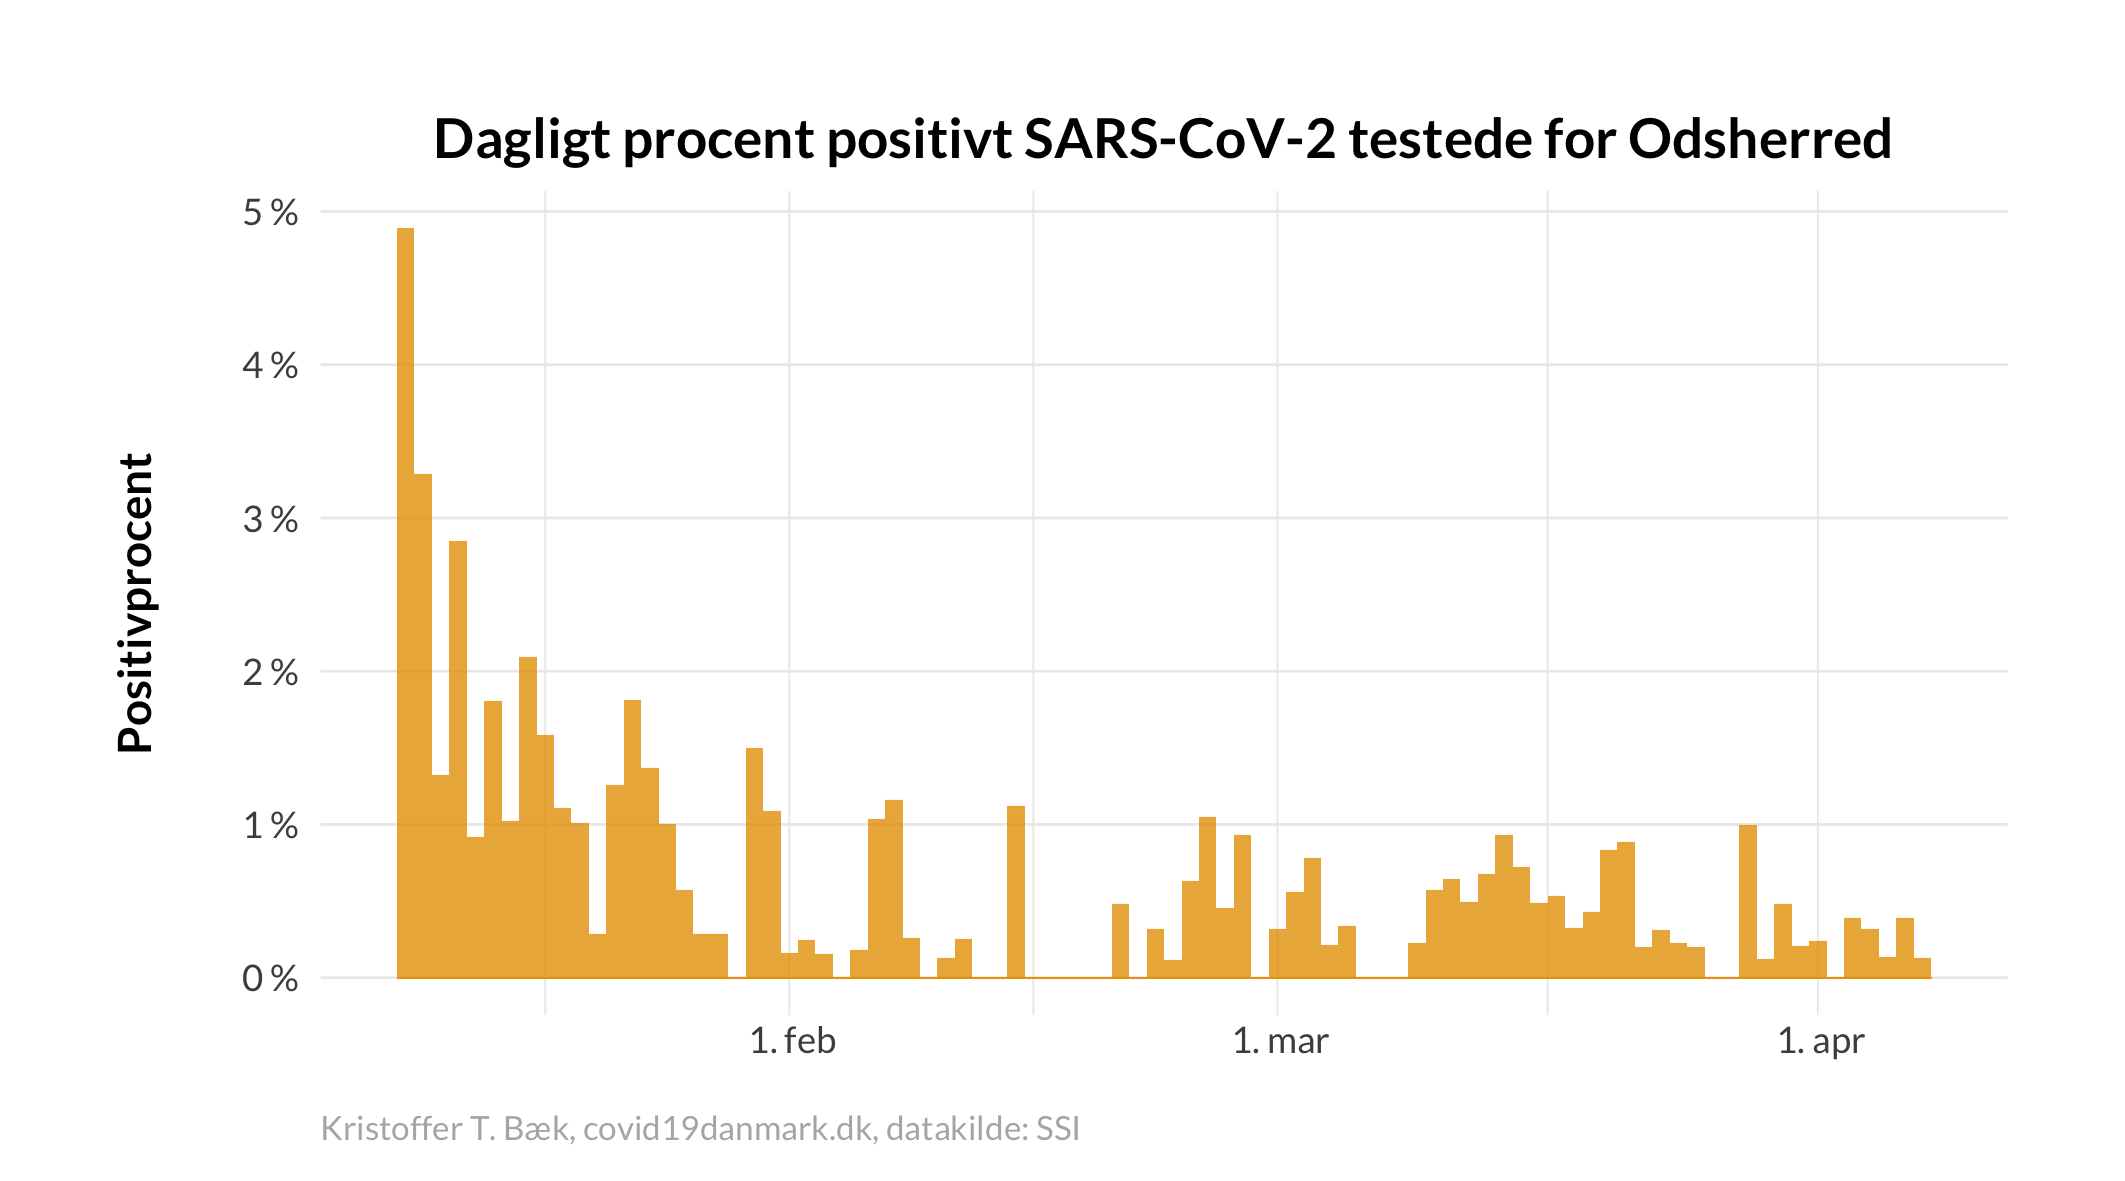 Dagligt procent positivt SARS-CoV-2 testede for Odsherred
Positivprocent
5 %
4 %
3 %
2 %
1 %
0 %
1. feb
1. mar
1. apr
Kristoffer T. Bæk, covid19danmark.dk, datakilde: SSI